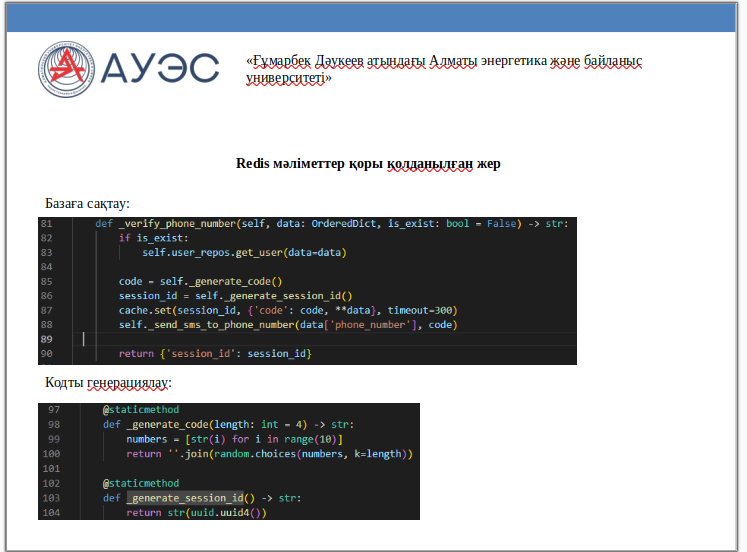 АУЭС
«Ғұмарбек Дәукеев атындағы Алматы энергетика және байланыс
университеті»
Redis мәліметтер қоры қолданылған жер
Базаға сақтау:
81 def _verify_phone_number(self, data: OrderedDict, is_exist: bool = False) -> str:
82 if is_exist:
83 self.user_repos.get_user(data=data)
84
85 code = self._generate_code()
86 session_id = self._generate_session_id()
87 cache.set(session_id, {'code': code, **data}, timeout=300)
88 self._send_sms_to_phone_number(data['phone_number'], code)
89
90 return {'session_id': session_id}
Кодты генерациялау:
97 @staticmethod
98 def _generate_code(length: int = 4) -> str:
99 numbers = [str(i) for i in range(10)]
100 return ''.join(random.choices(numbers, k=length))
101
102 @staticmethod
103 def _generate_session_id() -> str:
104 return str(uuid.uuid4())